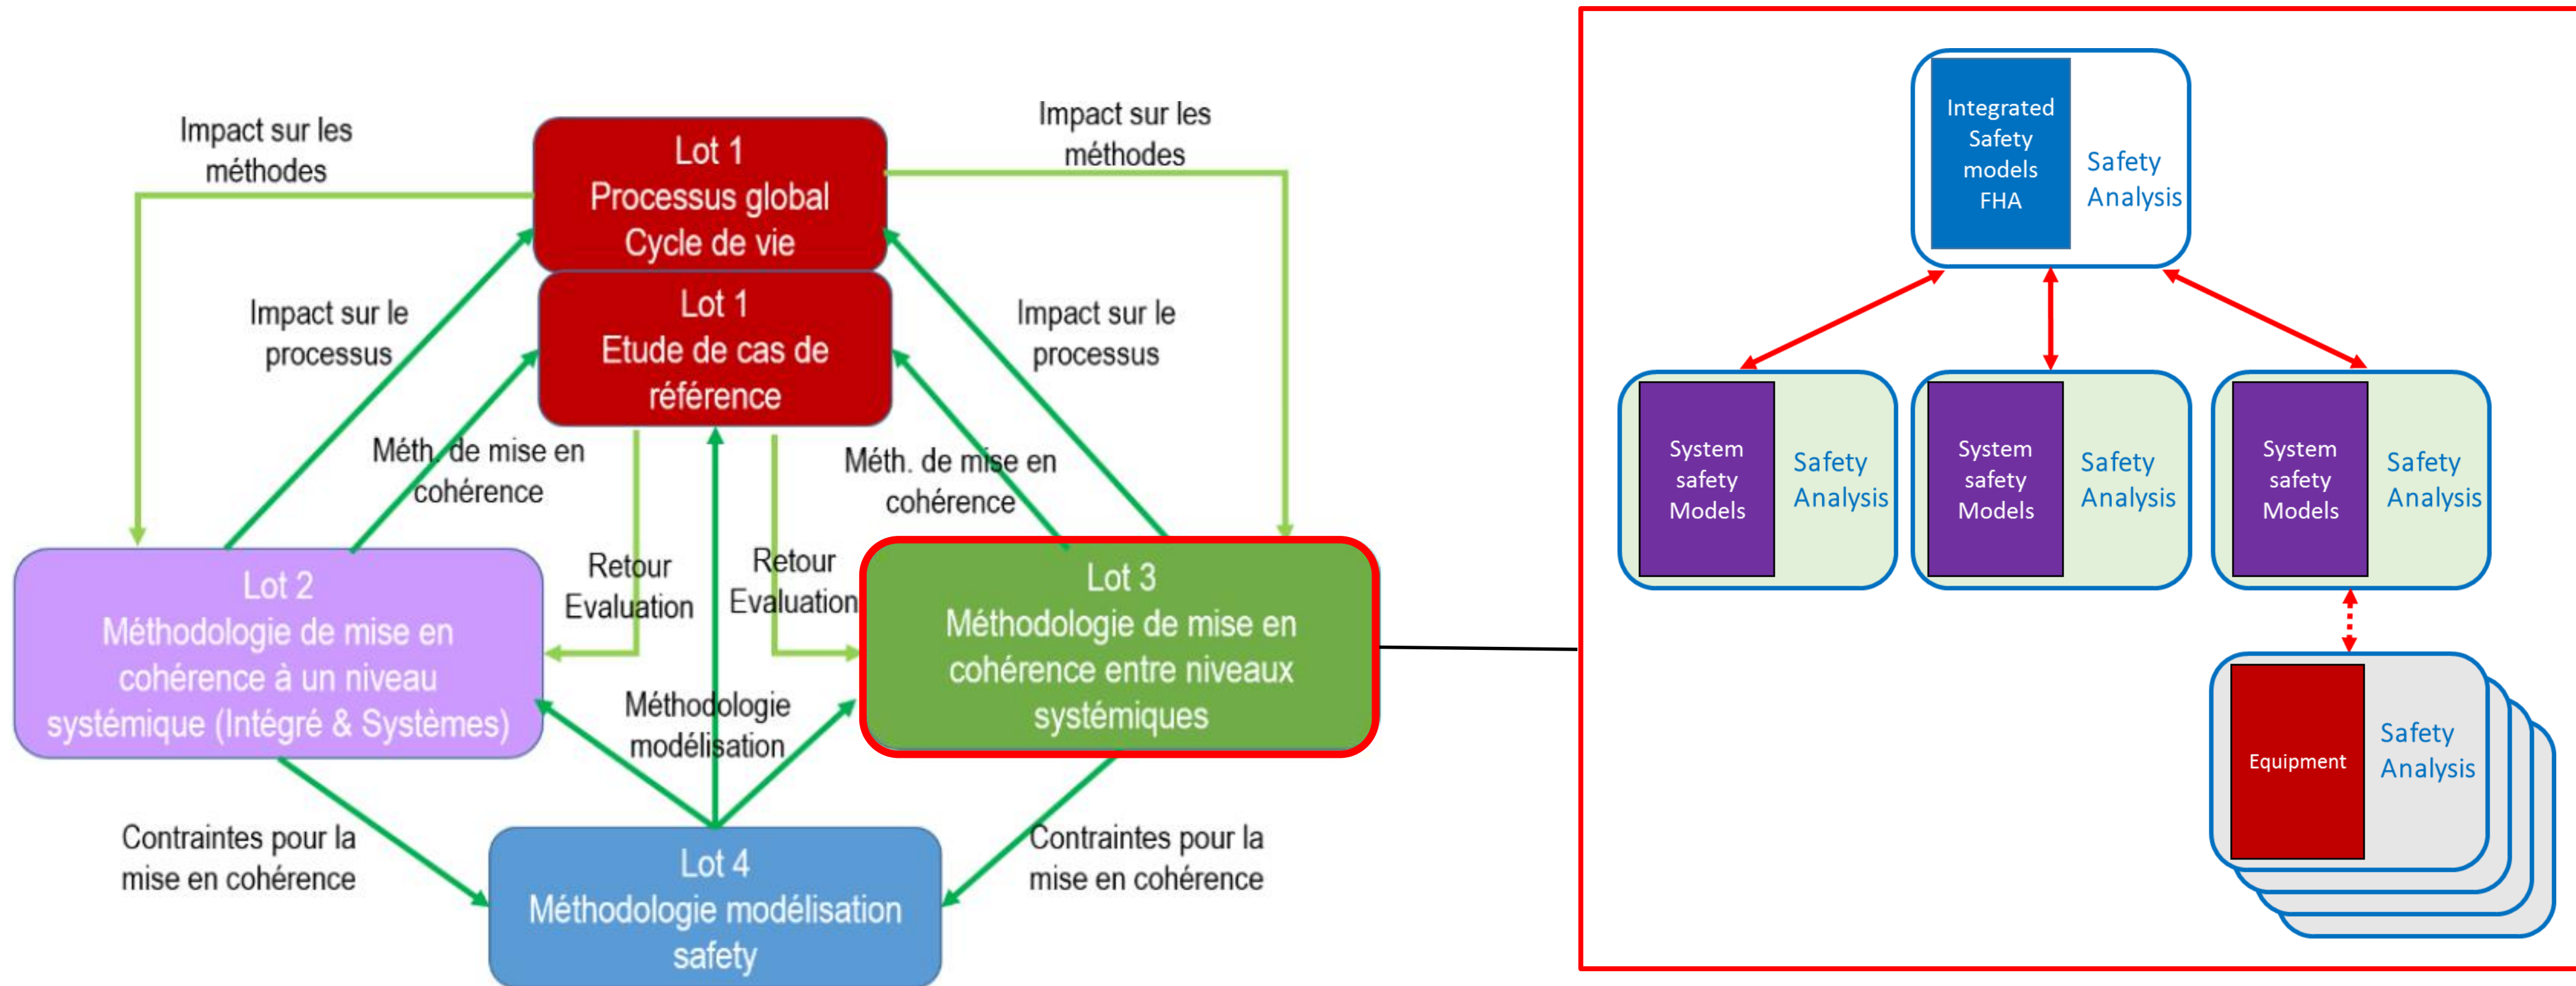 Impact sur les
méthodes
Impact sur les
méthodes
Lot 1
Processus global
Cycle de vie
Lot 1
Etude de cas de
référence
Impact sur le
processus
Impact sur le
processus
Méth. de mise en
cohérence
Méth. de mise en
cohérence
Retour
Evaluation
Retour
Evaluation
Lot 2
Méthodologie de mise en
cohérence à un niveau
systémique (Intégré & Systèmes)
Lot 3
Méthodologie de mise en
cohérence entre niveaux
systémiques
Méthodologie
modélisation
Contraintes pour la
mise en cohérence
Contraintes pour la
mise en cohérence
Lot 4
Méthodologie modélisation
safety
Integrated
Safety
models
FHA
Safety
Analysis
System
safety
Models
Safety
Analysis
System
safety
Models
Safety
Analysis
System
safety
Models
Safety
Analysis
Equipment
Safety
Analysis